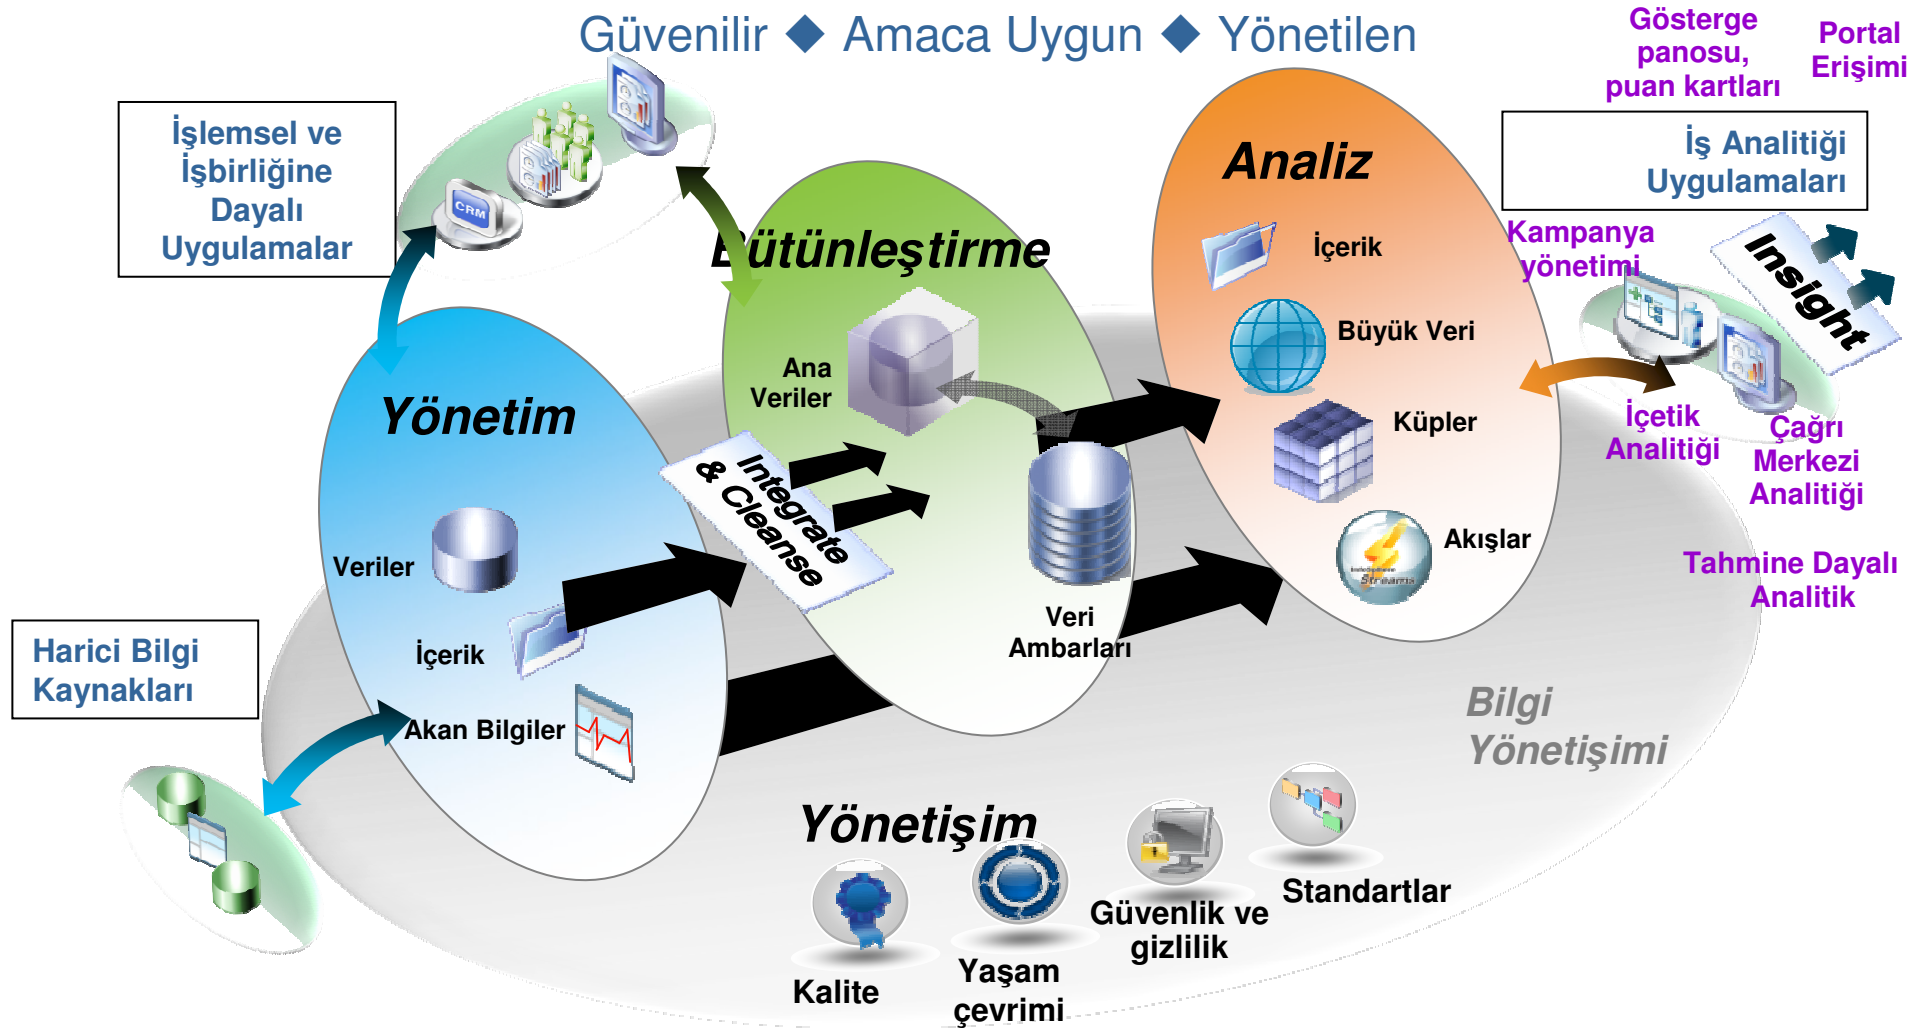 Güvenilir ◆ Amaca Uygun ◆ Yönetilen
Gösterge
panosu,
puan kartları
Portal
Erişimi
İşlemsel ve
İşbirliğine
Dayalı
Uygulamalar
CRM
İş Analitiği
Uygulamaları
Kampanya
yönetimi
Insight
İçetik
Analitiği
Çağrı
Merkezi
Analitiği
Tahmine Dayalı
Analitik
Analiz
İçerik
Büyük Veri
Küpler
Akışlar
Streams
Bütünleştirme
Ana
Veriler
Integrate
& Cleanse
Veri
Ambarları
Yönetim
Veriler
İçerik
Akan Bilgiler
Harici Bilgi
Kaynakları
Bilgi
Yönetişimi
Yönetişim
Kalite
Yaşam
çevrimi
Güvenlik ve
gizlilik
Standartlar